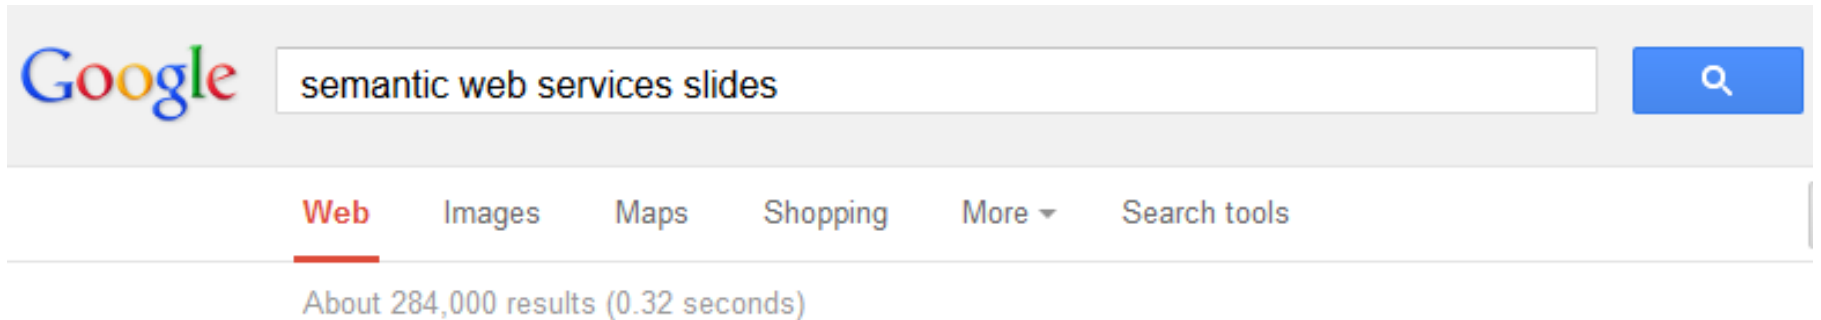 Google semantic web services slides
Web Images Maps Shopping More Search tools
About 284,000 results (0.32 seconds)